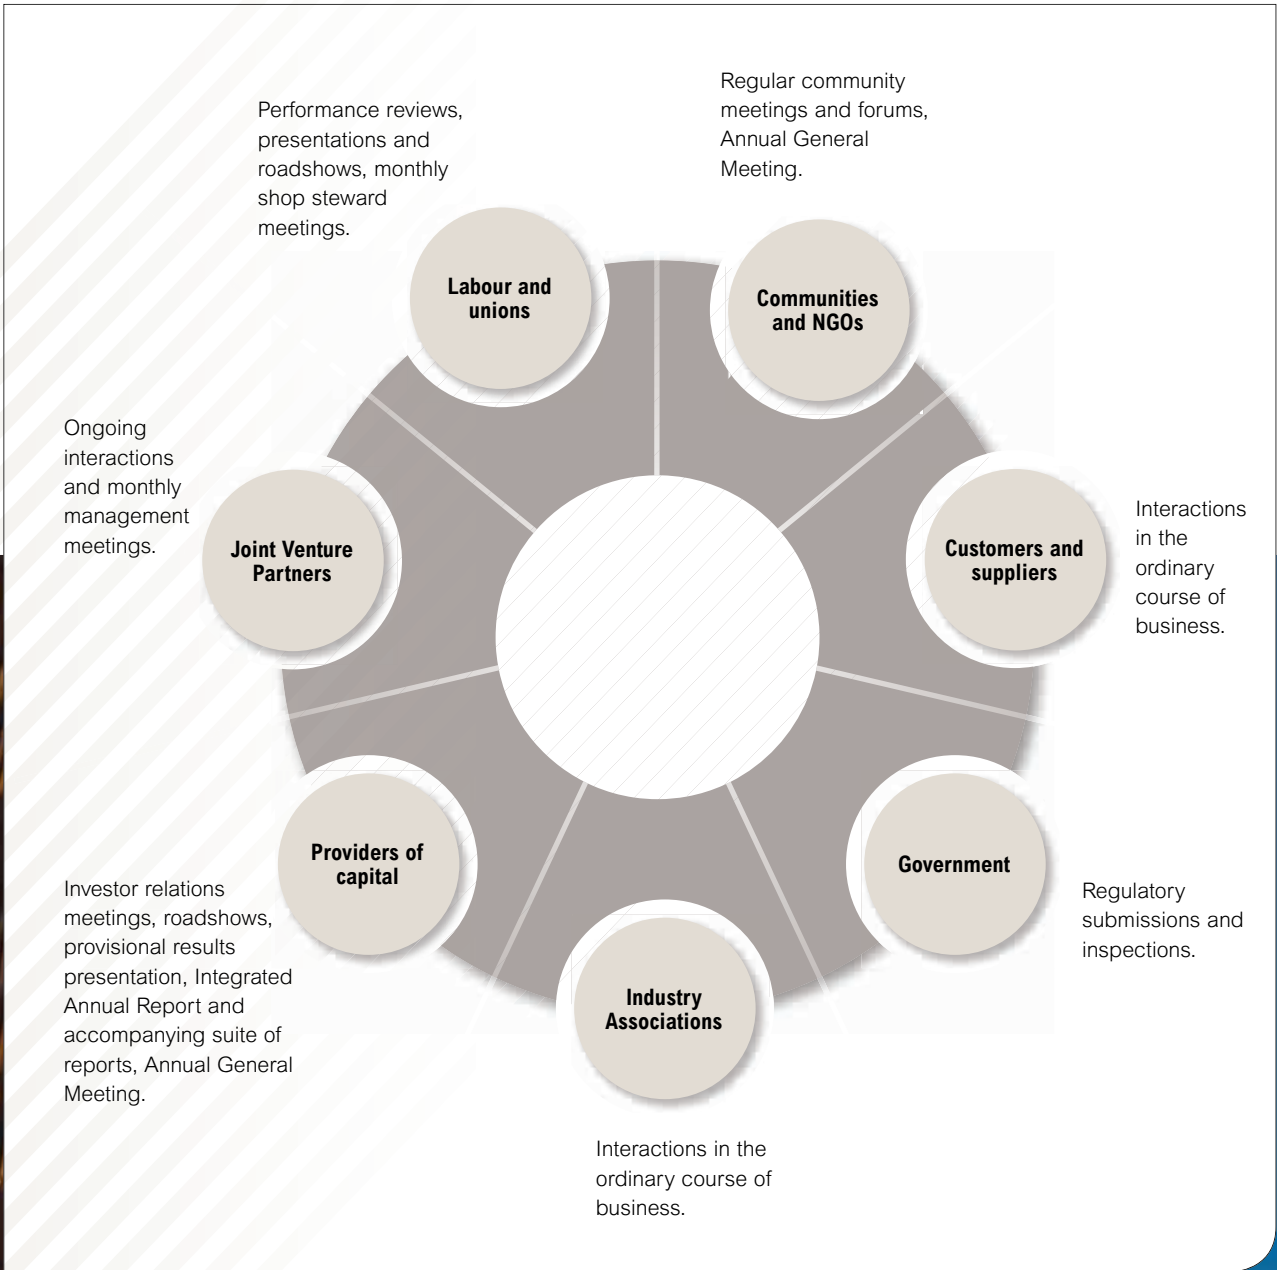 Regular community
meetings and forums,
Annual General
Meeting.
Performance reviews,
presentations and
roadshows, monthly
shop steward
meetings.
Labour and
unions
Communities
and NGOs
Ongoing
interactions
and monthly
management
meetings.
Joint Venture
Partners
Customers and
suppliers
Interactions
in the
ordinary
course of
business.
Providers of
capital
Government
Investor relations
meetings, roadshows,
provisional results
presentation, Integrated
Annual Report and
accompanying suite of
reports, Annual General
Meeting.
Regulatory
submissions and
inspections.
Industry
Associations
Interactions in the
ordinary course of
business.